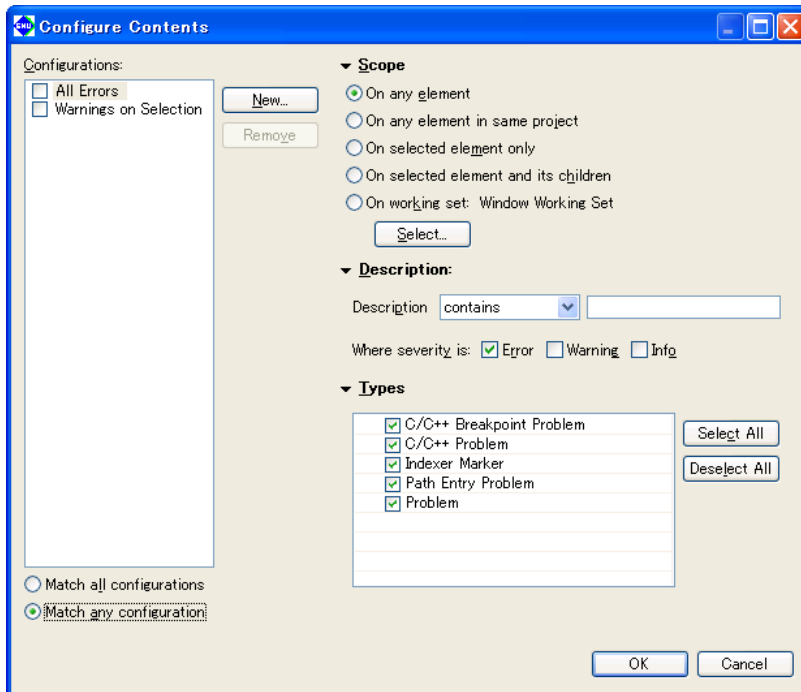 Configure Contents
Configurations:
All Errors
Warnings on Selection
New...
Remove
Match all configurations
Match any configuration
Scope
On any element
On any element in same project
On selected element only
On selected element and its children
On working set: Window Working Set
Select...
Description:
Description contains
Where severity is: Error Warning Info
Types
C/C++ Breakpoint Problem
C/C++ Problem
Indexer Marker
Path Entry Problem
Problem
Select All
Deselect All
OK Cancel